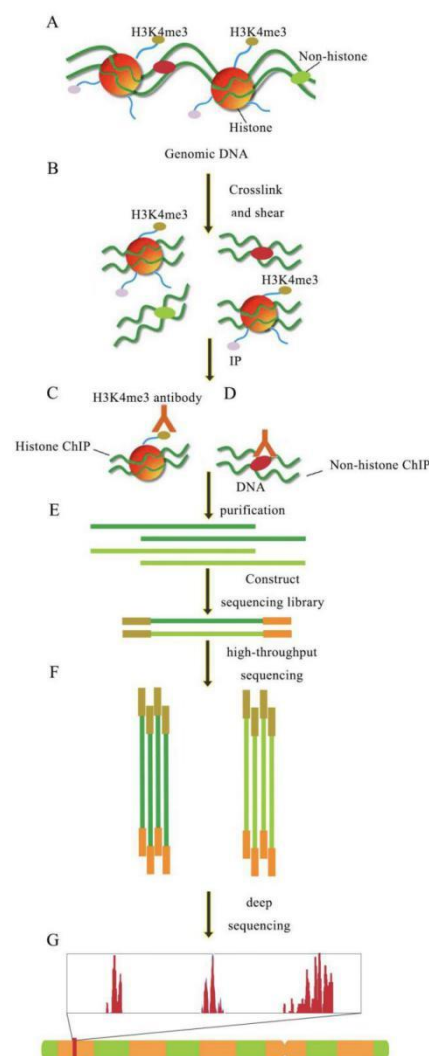 A
H3K4me3
H3K4me3
Non-histone
Histone
Genomic DNA
B
Crosslink
and shear
H3K4me3
H3K4me3
IP
C
D
H3K4me3 antibody
Histone ChIP
Non-histone ChIP
DNA
purification
E
Construct
sequencing library
high-throughput
sequencing
F
deep
sequencing
G